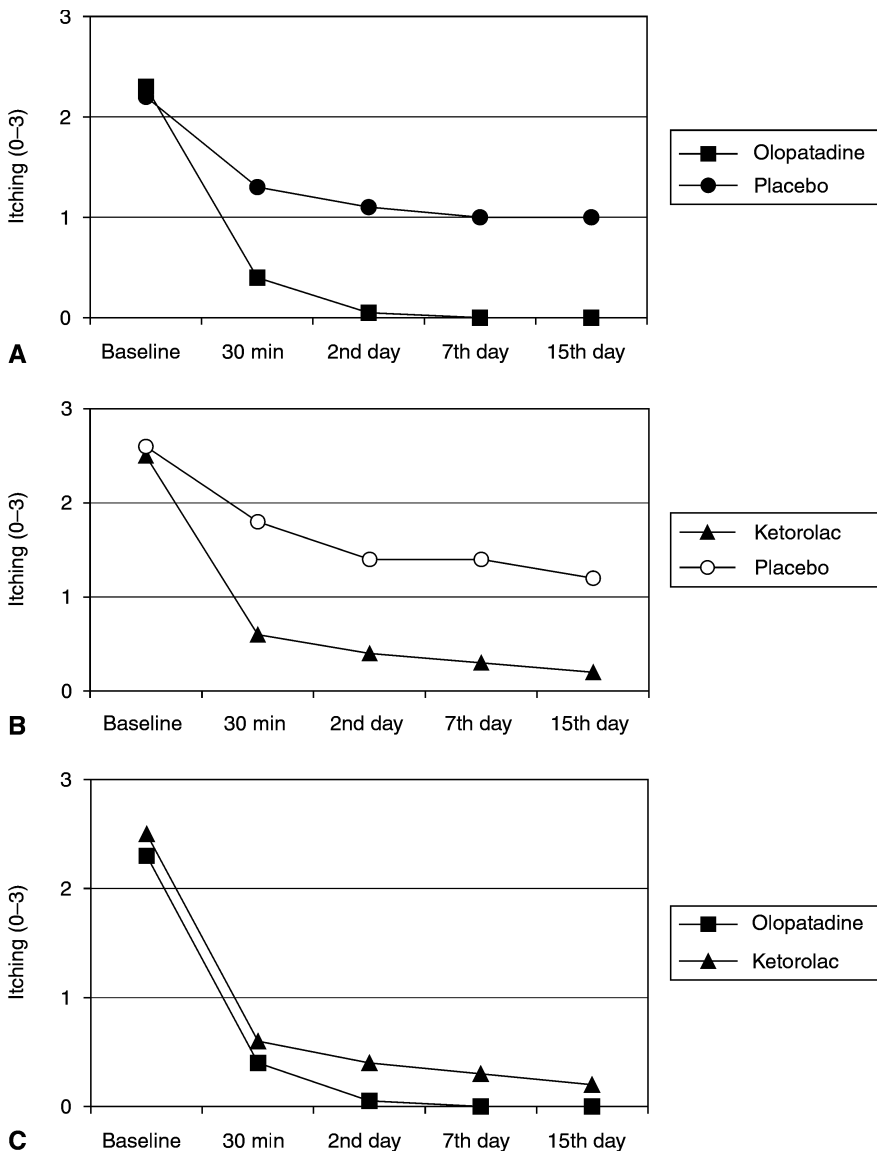 3
2
1
0
Itching (0–3)
Baseline 30 min 2nd day 7th day 15th day
Olopatadine
Placebo
A
3
2
1
0
Itching (0–3)
Baseline 30 min 2nd day 7th day 15th day
Ketorolac
Placebo
B
3
2
1
0
Itching (0–3)
Baseline 30 min 2nd day 7th day 15th day
Olopatadine
Ketorolac
C